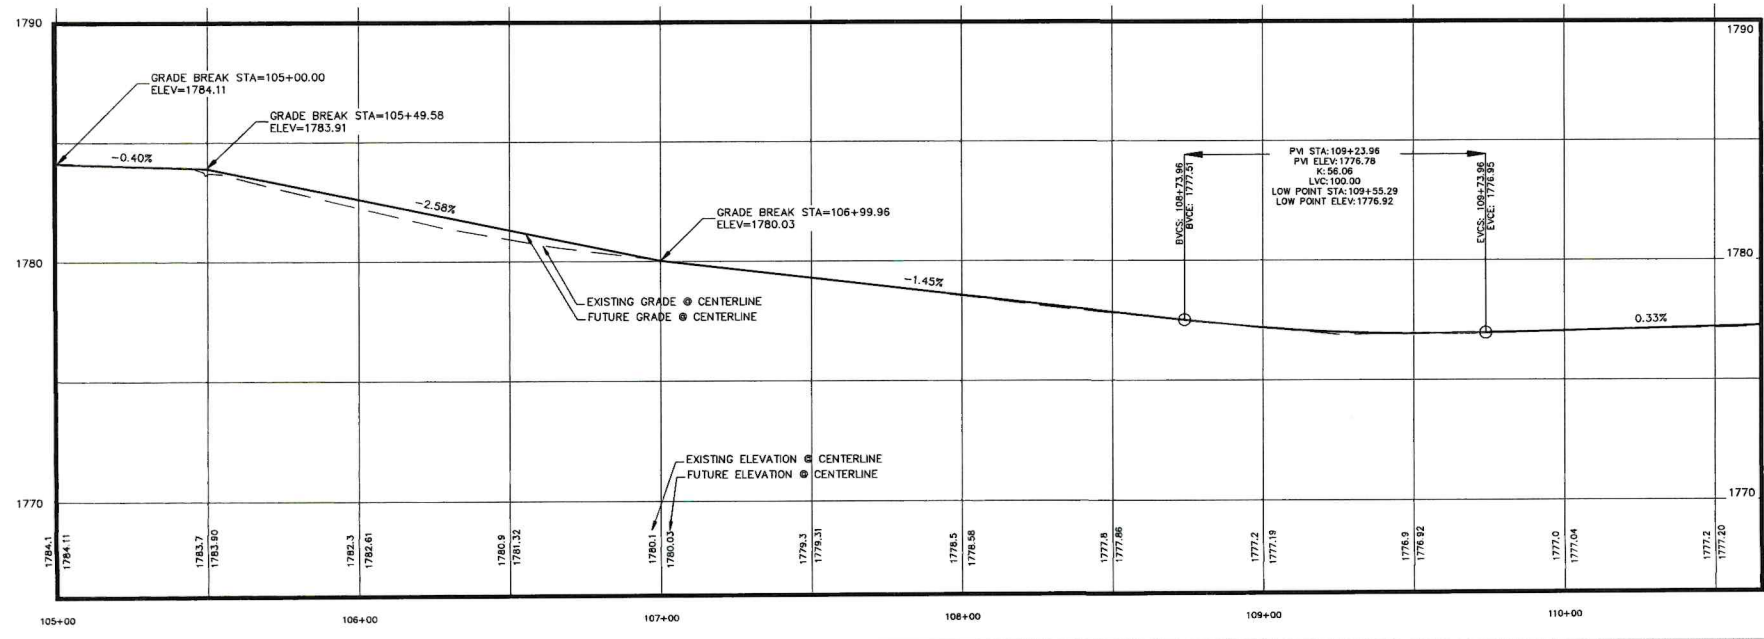 1790
1790
GRADE BREAK STA=105+00.00
ELEV=1784.11
GRADE BREAK STA=105+49.58
ELEV=1783.91
-0.40%
-2.58%
GRADE BREAK STA=106+99.96
ELEV=1780.03
BVCS: 108+73.96
BVCE: 1777.51
PVI STA:109+23.96
PVI ELEV:1776.78
K:56.06
LVC:100.00
LOW POINT STA:109+55.29
LOW POINT ELEV:1776.92
EVCS: 109+73.96
EVCE: 1776.95
1780
1780
-1.45%
EXISTING GRADE @ CENTERLINE
FUTURE GRADE @ CENTERLINE
0.33%
EXISTING ELEVATION @ CENTERLINE
FUTURE ELEVATION @ CENTERLINE
1770
1770
1784.1
1784.11
1783.7
1783.90
1782.3
1782.61
1780.9
1781.32
1780.1
1780.03
1779.3
1779.31
1778.5
1778.58
1777.8
1777.86
1777.2
1777.19
1776.9
1776.92
1777.0
1777.04
1777.2
1777.20
105+00
106+00
107+00
108+00
109+00
110+00